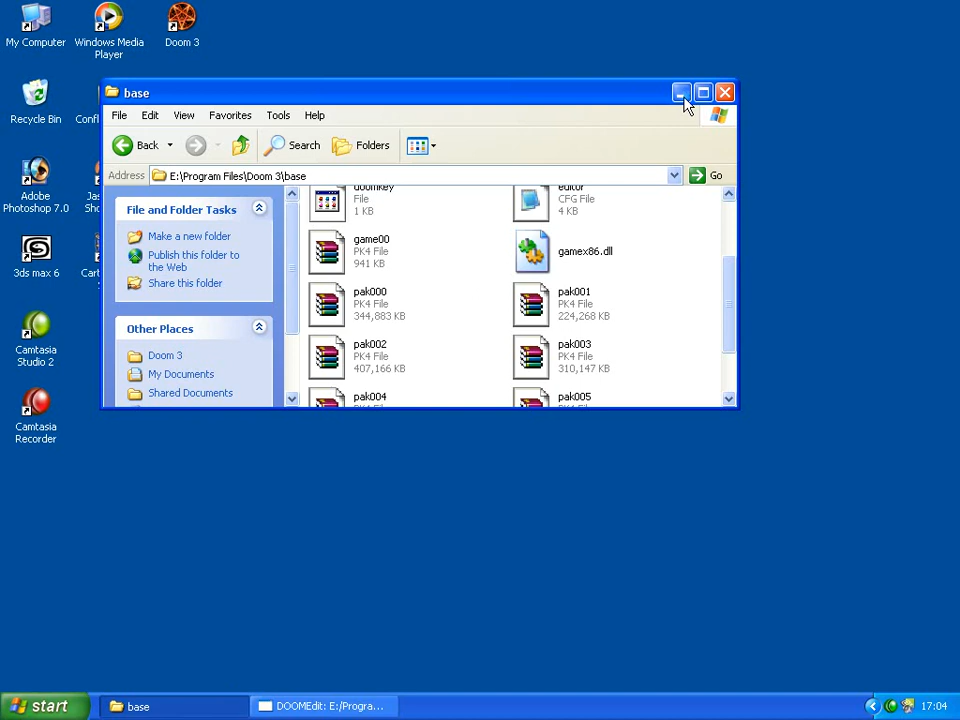 My Computer
Windows Media
Player
Doom 3
Recycle Bin
Adobe
Photoshop 7.0
3ds max 6
Camtasia
Studio 2
Camtasia
Recorder
base
File Edit View Favorites Tools Help
Back Search Folders
Address E:\Program Files\Doom 3\base Go
File and Folder Tasks
Make a new folder
Publish this folder to
the Web
Share this folder
Other Places
Doom 3
My Documents
Shared Documents
doomkey
File
1 KB
editor
CFG File
4 KB
game00
PK4 File
941 KB
gamex86.dll
pak000
PK4 File
344,883 KB
pak001
PK4 File
224,268 KB
pak002
PK4 File
407,166 KB
pak003
PK4 File
310,147 KB
pak004
pak005
start base DOOMEdit: E:/Progra... 17:04